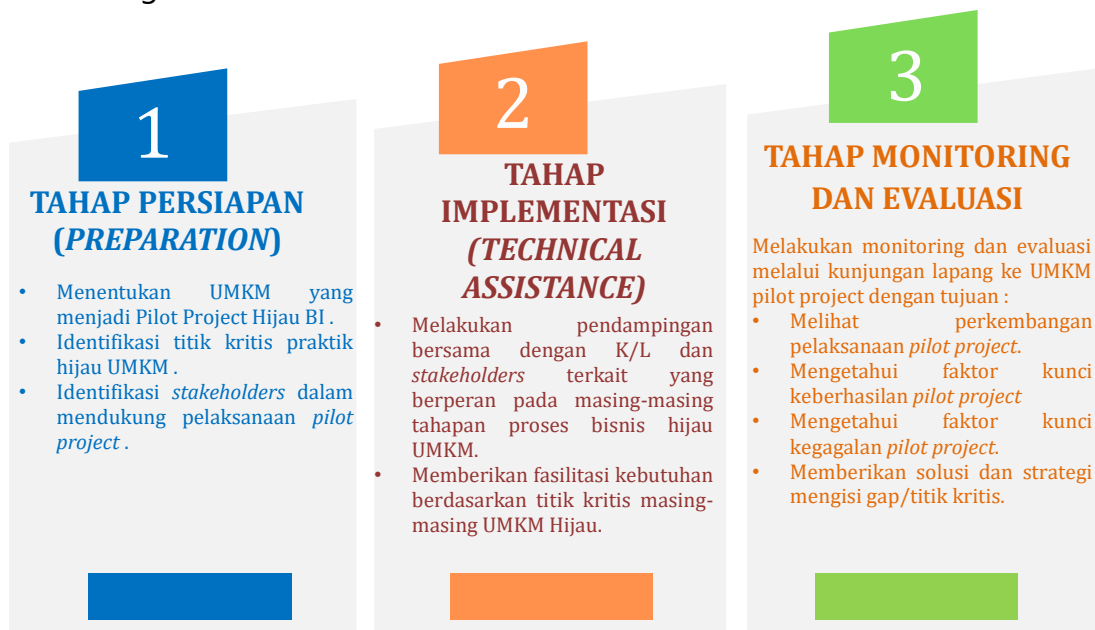 1
TAHAP PERSIAPAN
(PREPARATION)
• Menentukan UMKM yang
menjadi Pilot Project Hijau BI .
• Identifikasi titik kritis praktik
hijau UMKM .
• Identifikasi stakeholders dalam
mendukung pelaksanaan pilot
project .
2
TAHAP
IMPLEMENTASI
(TECHNICAL
ASSISTANCE)
• Melakukan pendampingan
bersama dengan K/L dan
stakeholders terkait yang
berperan pada masing-masing
tahapan proses bisnis hijau
UMKM.
• Memberikan fasilitasi kebutuhan
berdasarkan titik kritis masing-
masing UMKM Hijau.
3
TAHAP MONITORING
DAN EVALUASI
Melakukan monitoring dan evaluasi
melalui kunjungan lapang ke UMKM
pilot project dengan tujuan :
• Melihat perkembangan
pelaksanaan pilot project.
• Mengetahui faktor kunci
keberhasilan pilot project
• Mengetahui faktor kunci
kegagalan pilot project.
• Memberikan solusi dan strategi
mengisi gap/titik kritis.